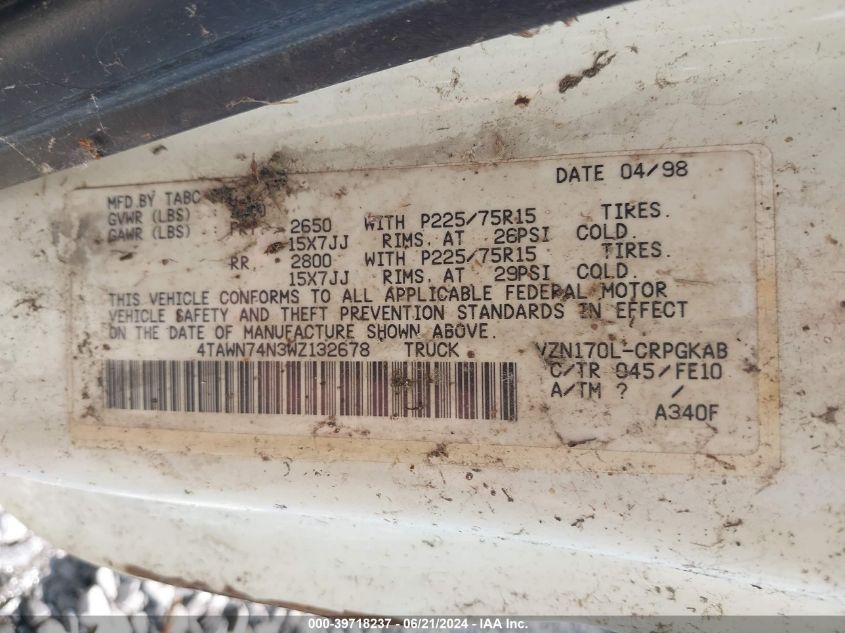 DATE 04/98
MFD.BY TABC
GVWR (LBS)
GAWR (LBS) FRT 2650 WITH P225/75R15 TIRES.
15X7JJ RIMS. AT 26PSI COLD.
RR 2800 WITH P225/75R15 TIRES.
15X7JJ RIMS. AT 29PSI COLD.
THIS VEHICLE CONFORMS TO ALL APPLICABLE FEDERAL MOTOR
VEHICLE SAFETY AND THEFT PREVENTION STANDARDS IN EFFECT
ON THE DATE OF MANUFACTURE SHOWN ABOVE.
4TAWN74N3WZ132678 TRUCK VZN170L-CRPGKAB
C/TR 045/FE10
A/TM ? /
A340F
000-39718237 - 06/21/2024 - IAA Inc.